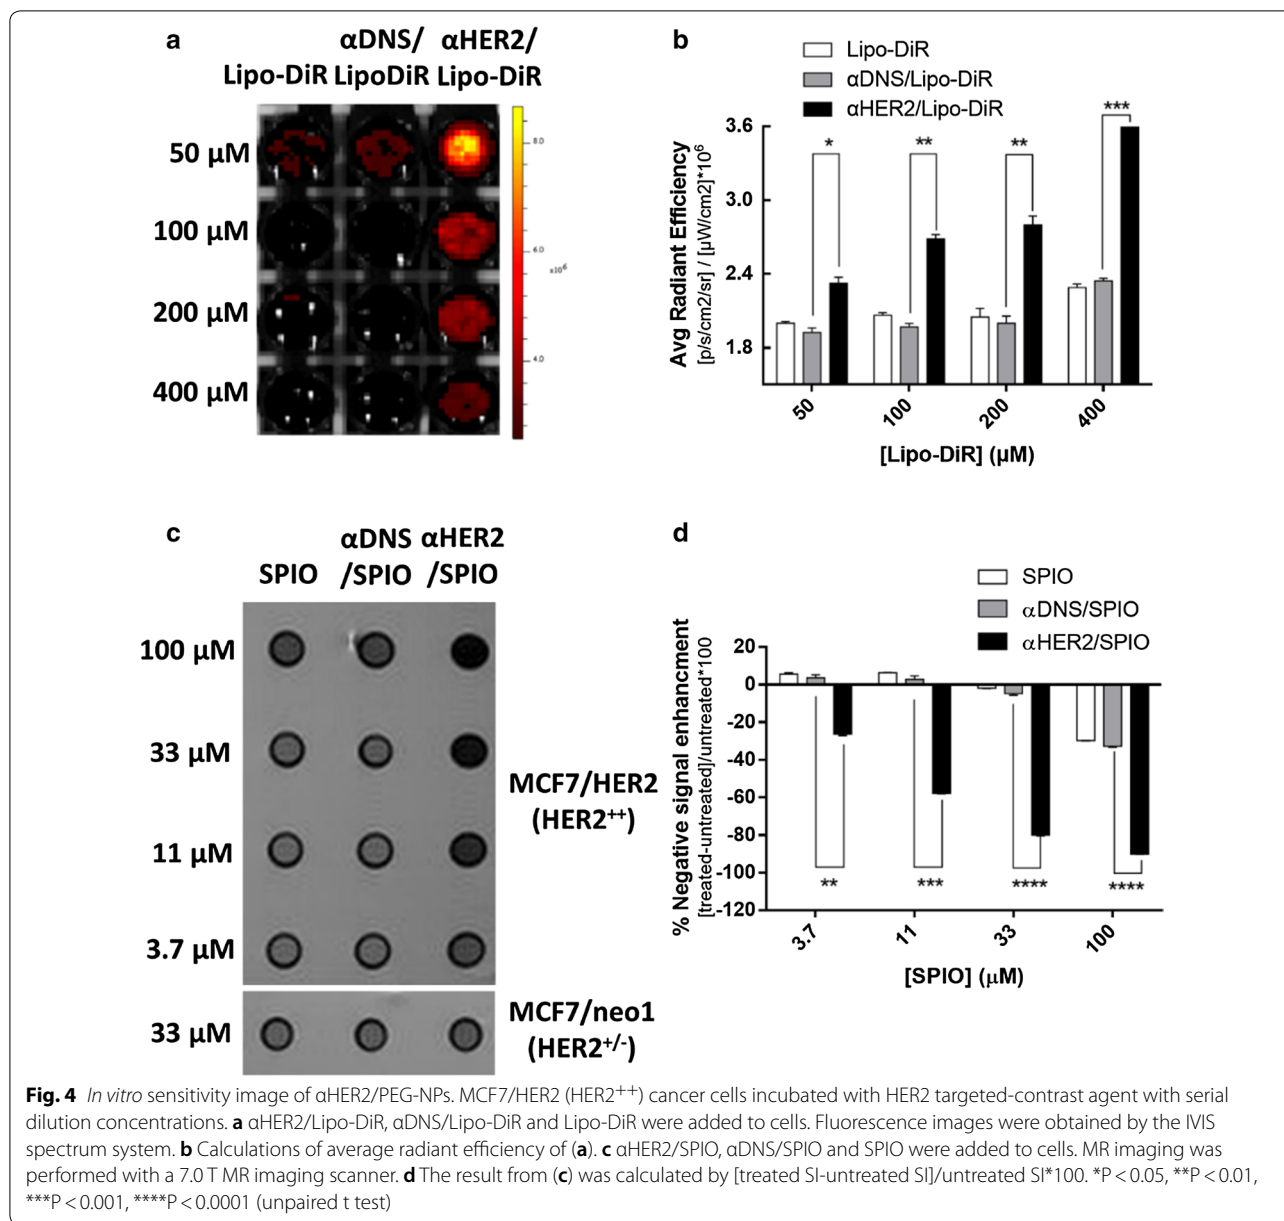 a
αDNS/ αHER2/
Lipo-DiR LipoDiR Lipo-DiR
50 μM
100 μM
200 μM
400 μM
8.0
6.0
x10⁶
4.0
b
Lipo-DiR
αDNS/Lipo-DiR
αHER2/Lipo-DiR
Avg Radiant Efficiency
[p/s/cm2/sr] / [μW/cm2]*10⁶
3.6
3.0
2.4
1.8
* ** ** ***
50 100 200 400
[Lipo-DiR] (μM)
c
αDNS αHER2
SPIO /SPIO /SPIO
100 μM
33 μM
11 μM
3.7 μM
MCF7/HER2
(HER2⁺⁺)
33 μM
MCF7/neo1
(HER2⁺/⁻)
d
SPIO
αDNS/SPIO
αHER2/SPIO
% Negative signal enhancment
[treated-untreated]/untreated*100
20
0
-20
-40
-60
-80
-100
-120
** *** **** ****
3.7 11 33 100
[SPIO] (μM)
Fig. 4 In vitro sensitivity image of αHER2/PEG-NPs. MCF7/HER2 (HER2⁺⁺) cancer cells incubated with HER2 targeted-contrast agent with serial
dilution concentrations. a αHER2/Lipo-DiR, αDNS/Lipo-DiR and Lipo-DiR were added to cells. Fluorescence images were obtained by the IVIS
spectrum system. b Calculations of average radiant efficiency of (a). c αHER2/SPIO, αDNS/SPIO and SPIO were added to cells. MR imaging was
performed with a 7.0 T MR imaging scanner. d The result from (c) was calculated by [treated SI-untreated SI]/untreated SI*100. *P < 0.05, **P < 0.01,
***P < 0.001, ****P < 0.0001 (unpaired t test)